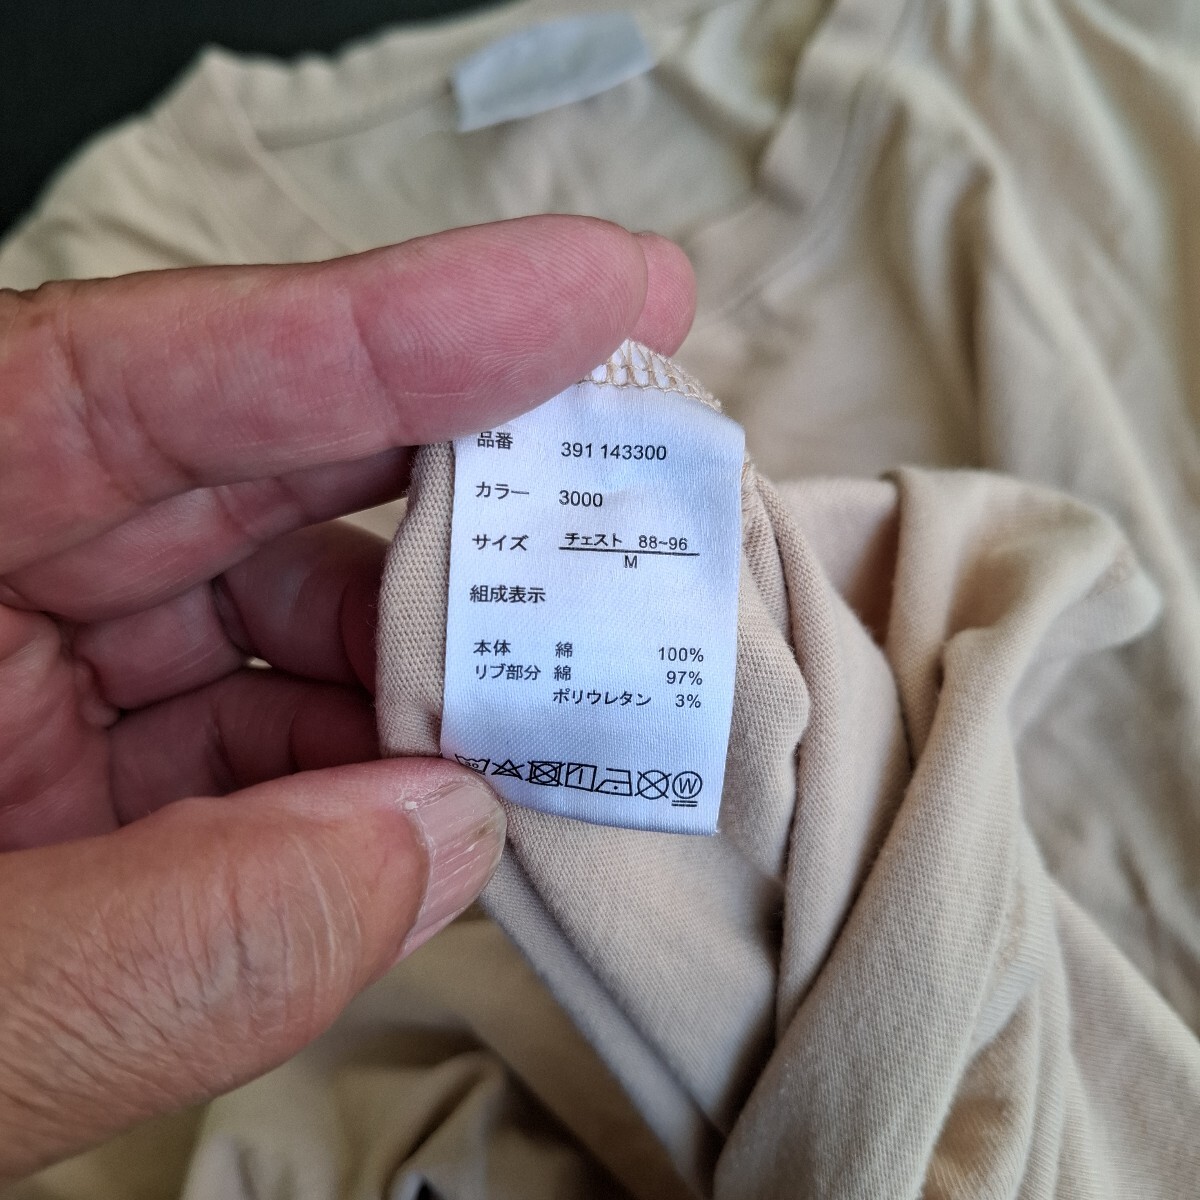 品番 391 143300
カラー 3000
サイズ チェスト 88~96
M
組成表示
本体 綿 100%
リブ部分 綿 97%
ポリウレタン 3%
W